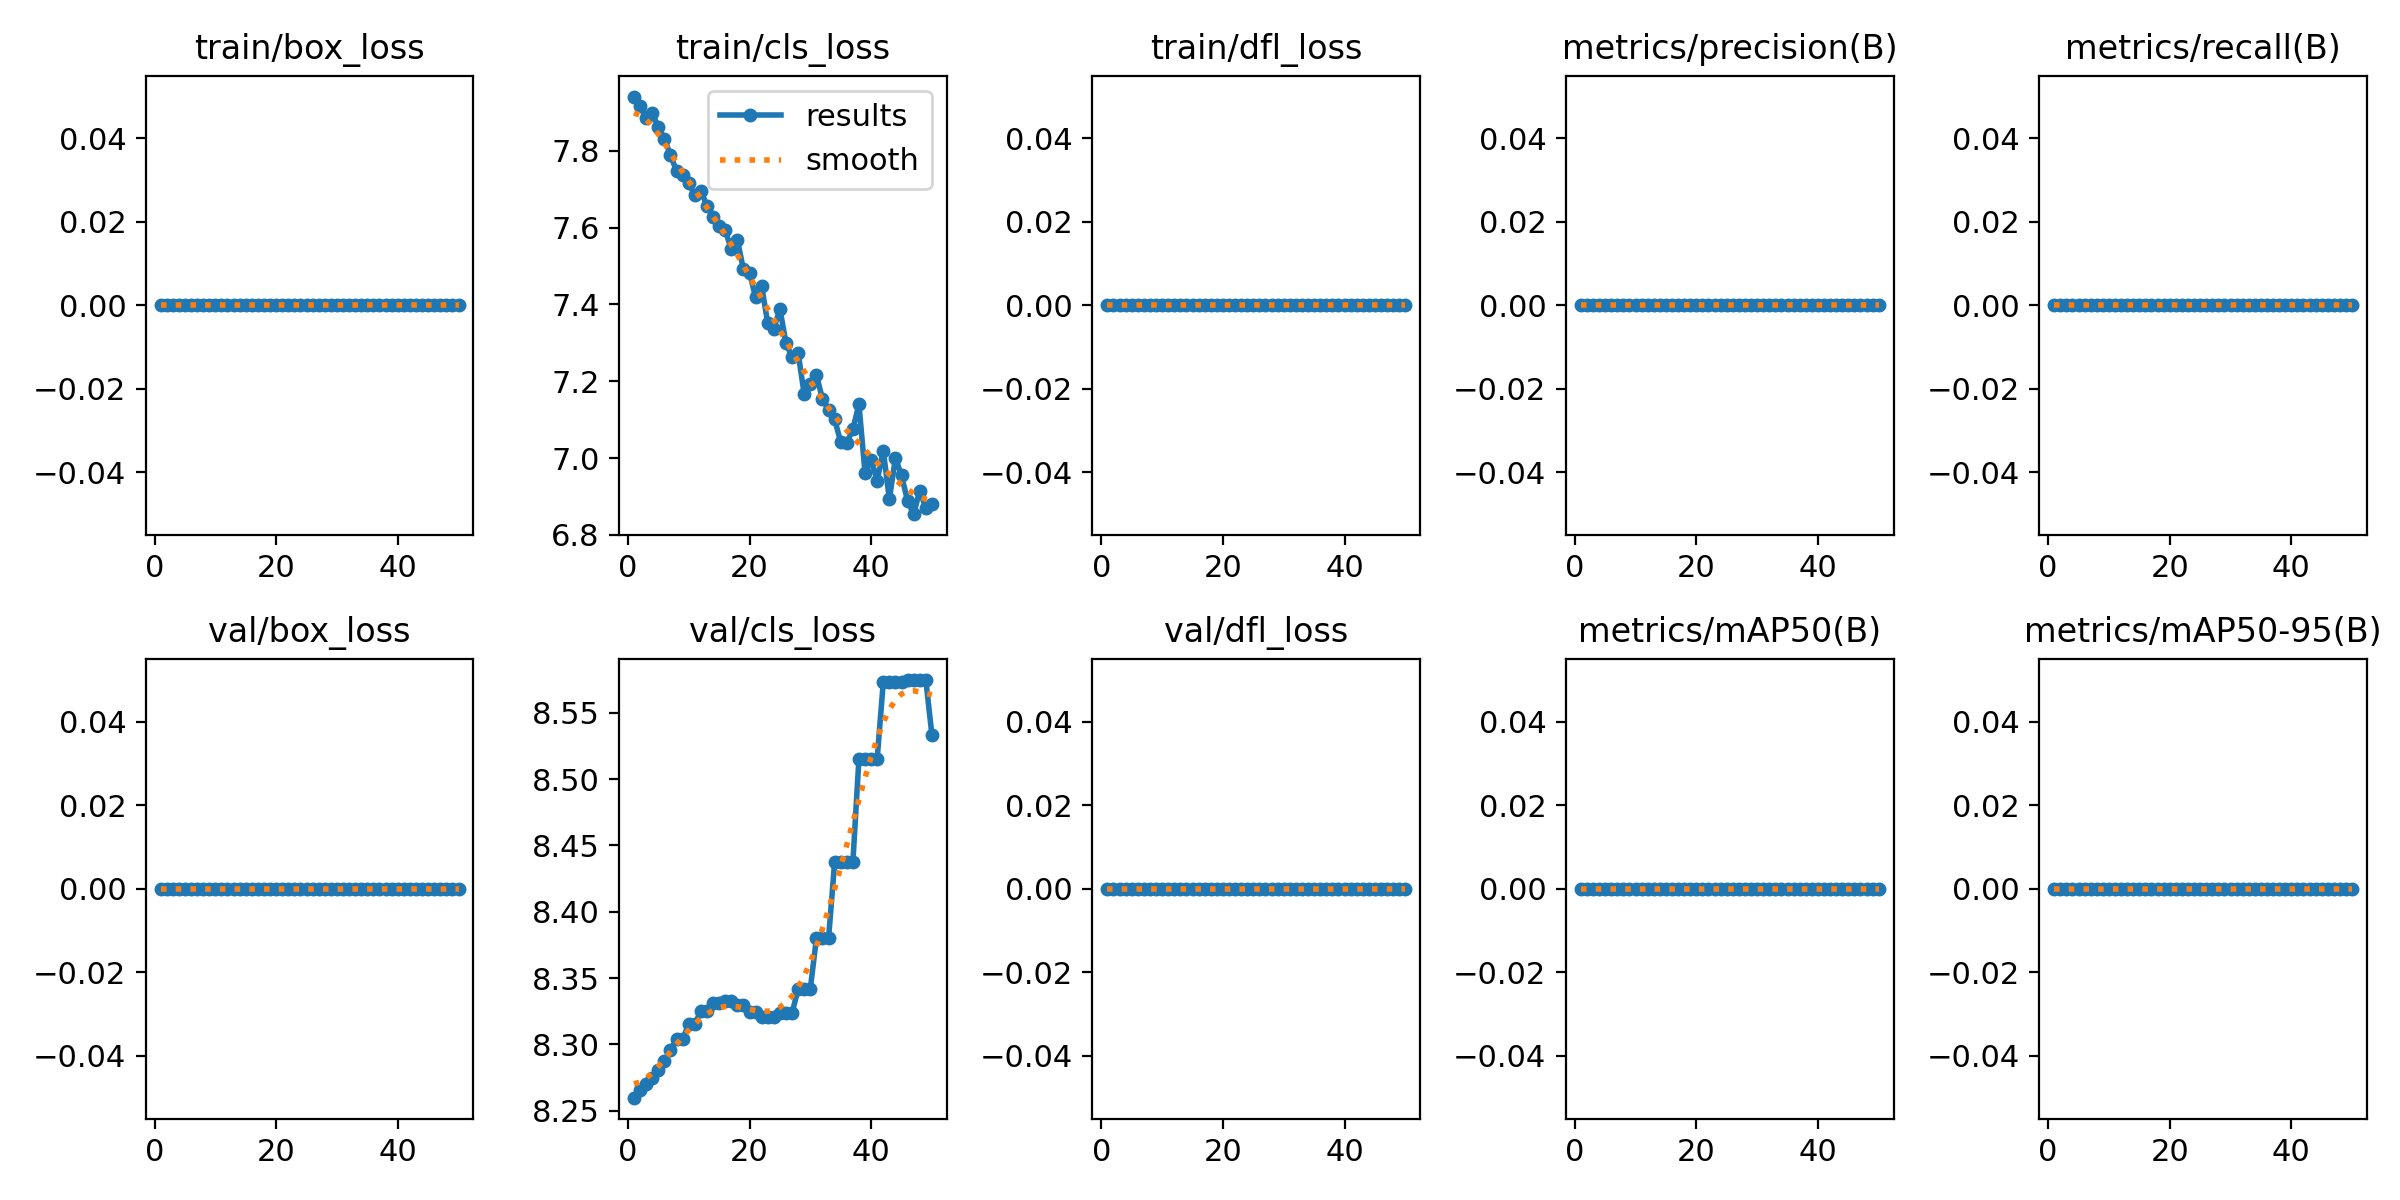 train/box_loss
train/cls_loss
train/dfl_loss
metrics/precision(B)
metrics/recall(B)
0.04
0.02
0.00
−0.02
−0.04
0 20 40
results
smooth
7.8
7.6
7.4
7.2
7.0
6.8
0 20 40
0.04
0.02
0.00
−0.02
−0.04
0 20 40
0.04
0.02
0.00
−0.02
−0.04
0 20 40
0.04
0.02
0.00
−0.02
−0.04
0 20 40
val/box_loss
val/cls_loss
val/dfl_loss
metrics/mAP50(B)
metrics/mAP50-95(B)
0.04
0.02
0.00
−0.02
−0.04
0 20 40
8.55
8.50
8.45
8.40
8.35
8.30
8.25
0 20 40
0.04
0.02
0.00
−0.02
−0.04
0 20 40
0.04
0.02
0.00
−0.02
−0.04
0 20 40
0.04
0.02
0.00
−0.02
−0.04
0 20 40